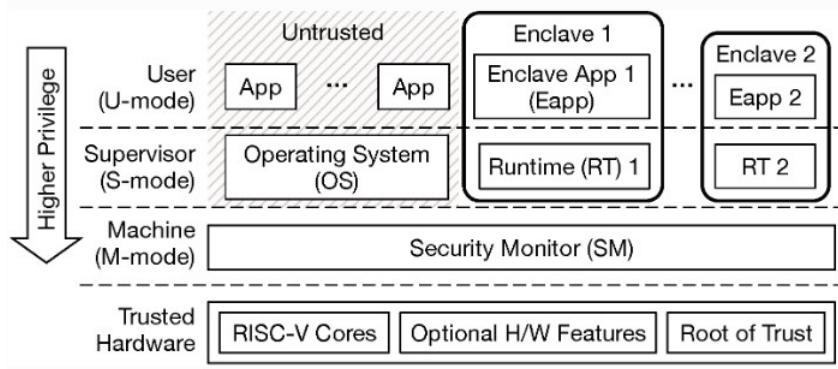 Untrusted
Enclave 1
Enclave 2
User
(U-mode)
App
...
App
Enclave App 1
(Eapp)
...
Eapp 2
Higher Privilege
Supervisor
(S-mode)
Operating System
(OS)
Runtime (RT) 1
RT 2
Machine
(M-mode)
Security Monitor (SM)
Trusted
Hardware
RISC-V Cores
Optional H/W Features
Root of Trust